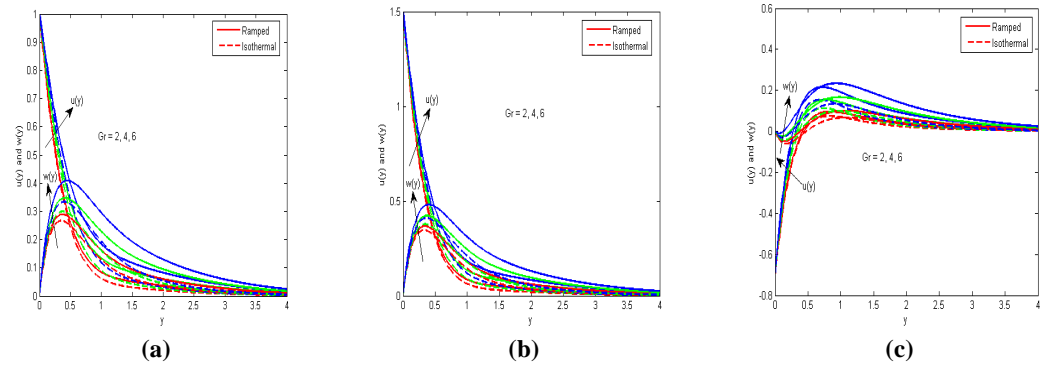 1
0.9
0.8
0.7
0.6
0.5
0.4
0.3
0.2
0.1
0
u(y) and w(y)
Ramped
Isothermal
u(y)
Gr = 2, 4, 6
w(y)
0 0.5 1 1.5 2 2.5 3 3.5 4
y
(a)
1.5
1
0.5
0
u(y) and w(y)
Ramped
Isothermal
u(y)
Gr = 2, 4, 6
w(y)
0 0.5 1 1.5 2 2.5 3 3.5 4
y
(b)
0.6
0.4
0.2
0
-0.2
-0.4
-0.6
-0.8
u(y) and w(y)
Ramped
Isothermal
w(y)
Gr = 2, 4, 6
u(y)
0 0.5 1 1.5 2 2.5 3 3.5 4
y
(c)